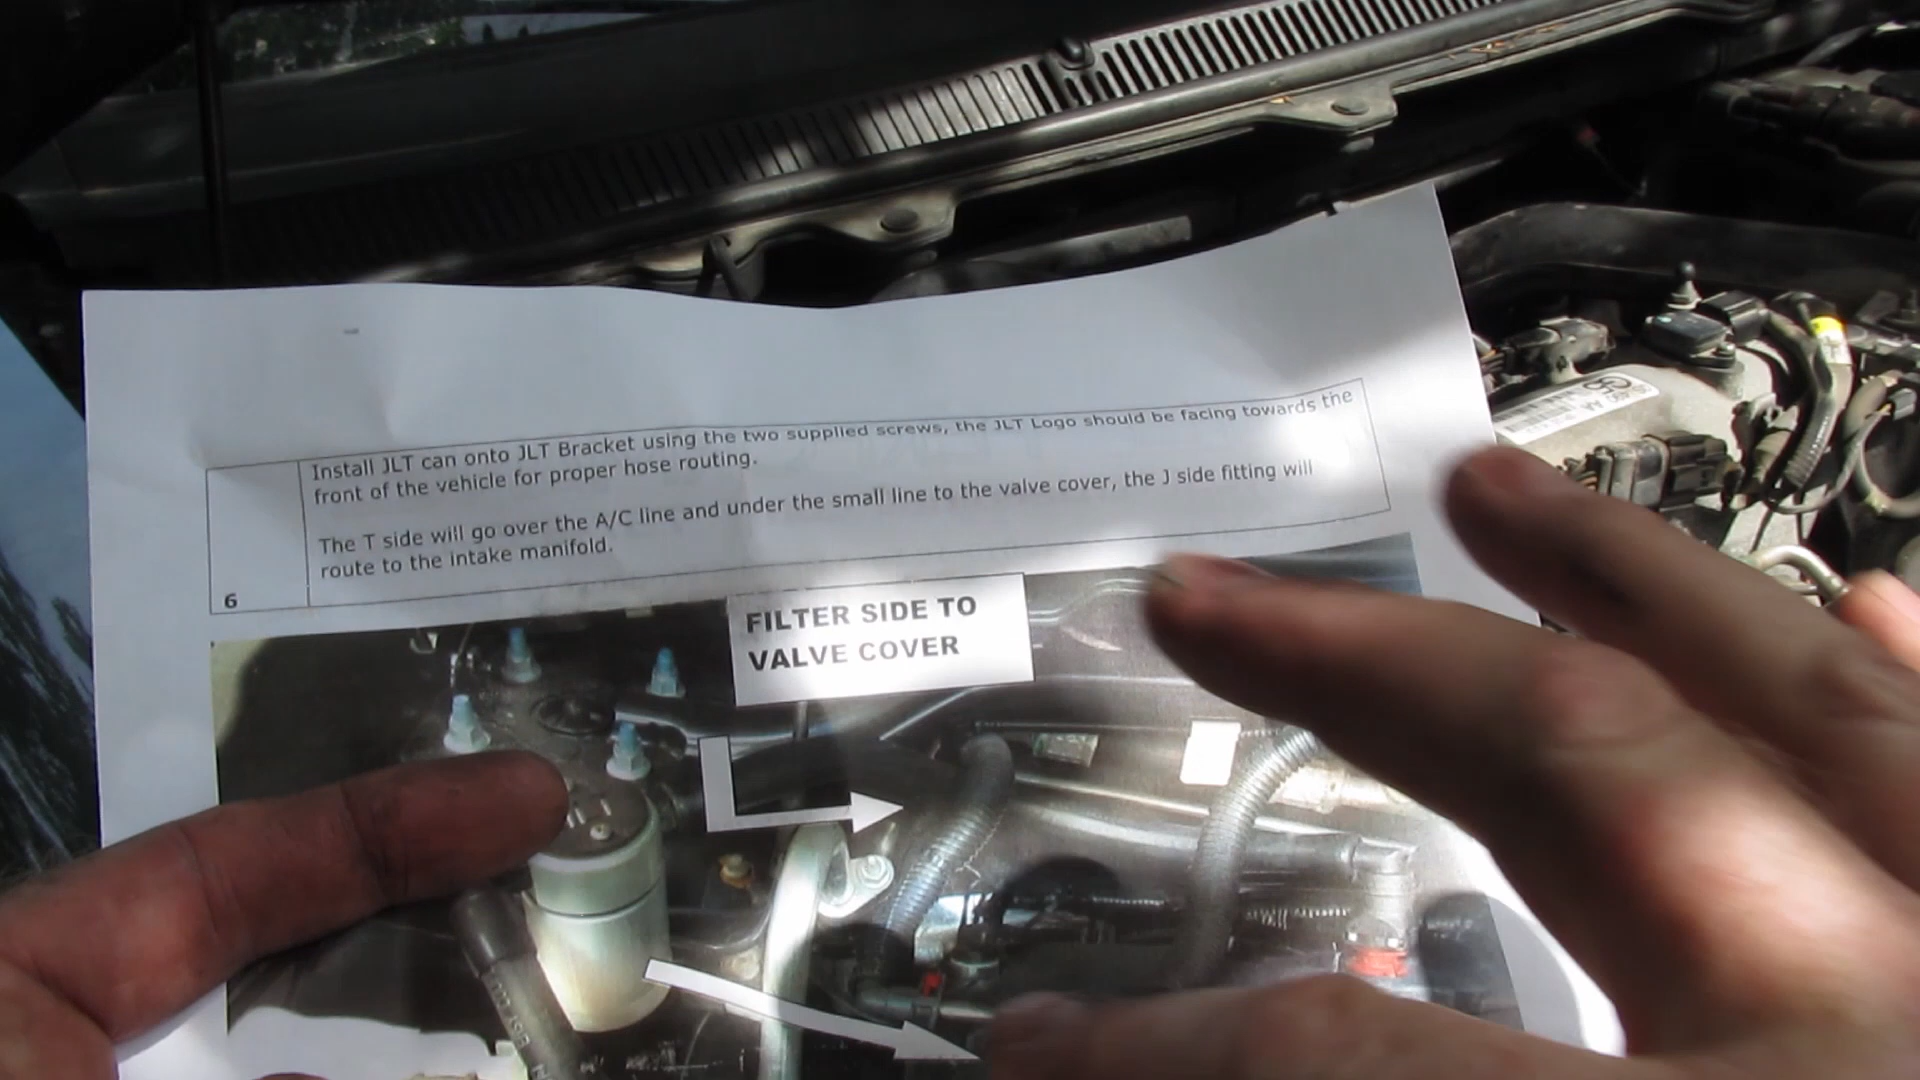 Install JLT can onto JLT Bracket using the two supplied screws, the JLT Logo should be facing towards the
front of the vehicle for proper hose routing.
The T side will go over the A/C line and under the small line to the valve cover, the J side fitting will
route to the intake manifold.
6
FILTER SIDE TO
VALVE COVER
AA